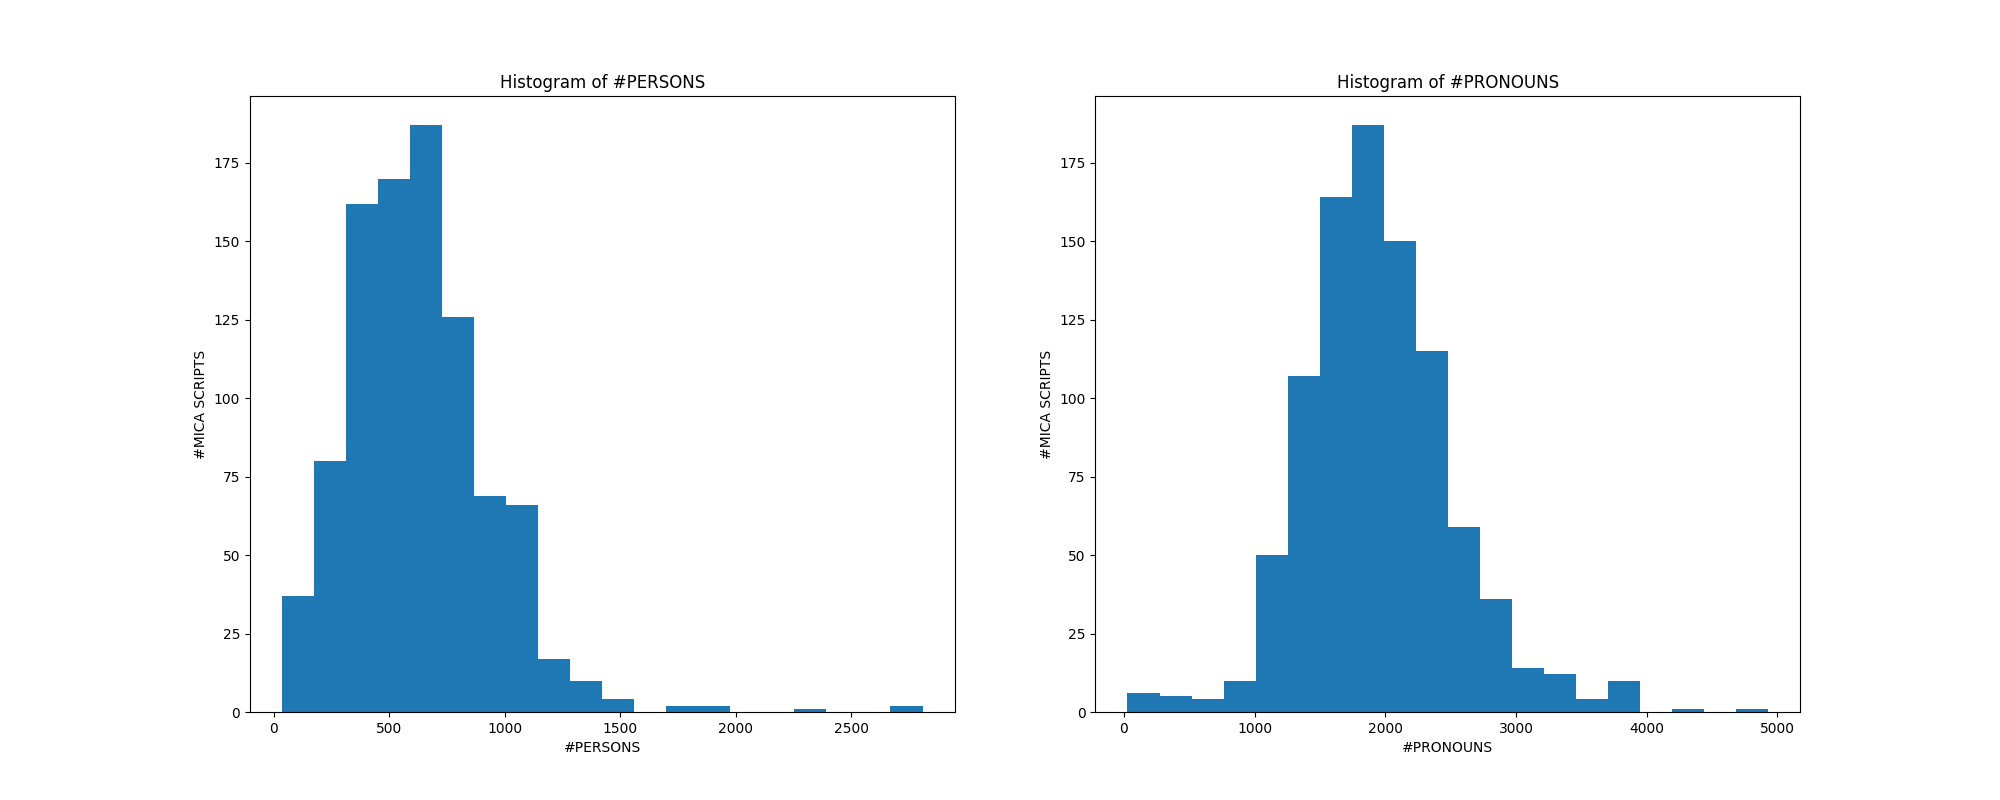 Histogram of #PERSONS
175
150
125
100
75
50
25
0
#MICA SCRIPTS
0 500 1000 1500 2000 2500
#PERSONS
Histogram of #PRONOUNS
175
150
125
100
75
50
25
0
#MICA SCRIPTS
0 1000 2000 3000 4000 5000
#PRONOUNS